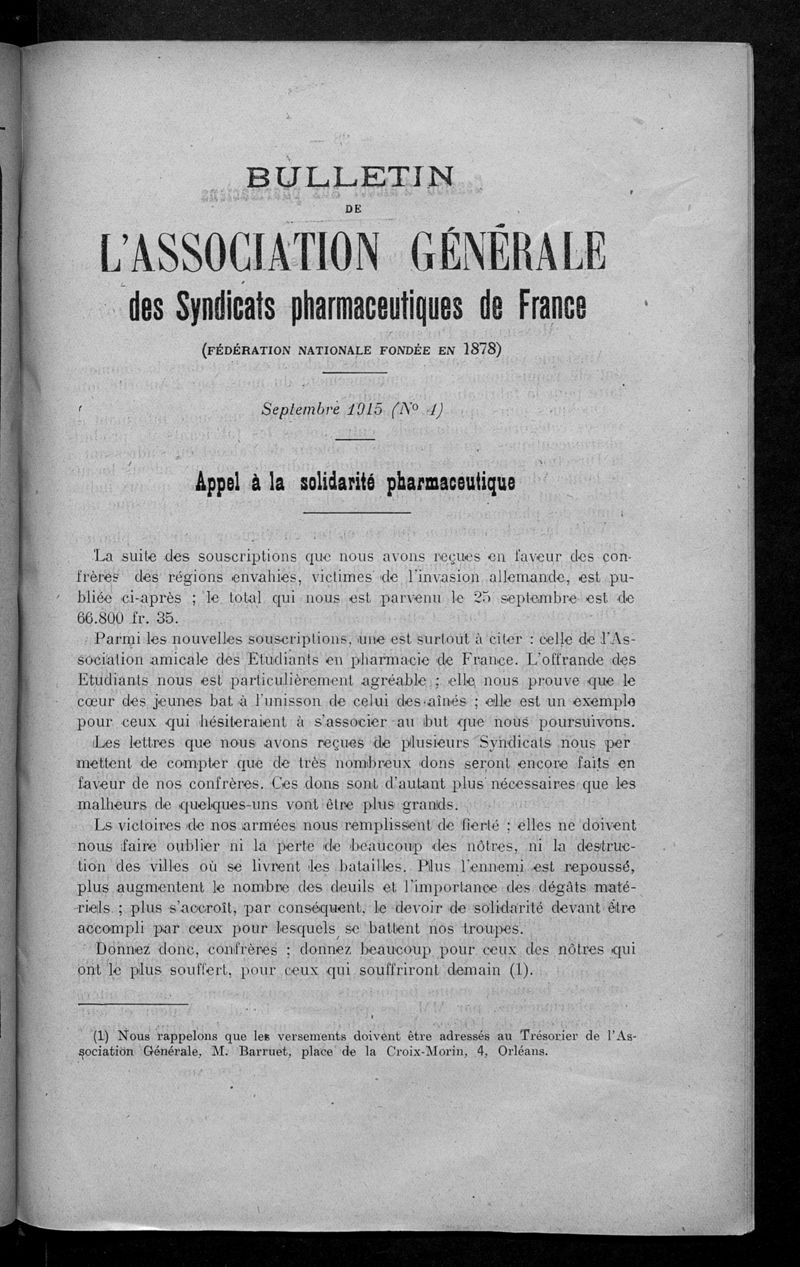 BULLETIN
DE
L'ASSOCIATION GÉNÉRALE
des Syndicats pharmaceutiques de France
(FÉDÉRATION NATIONALE FONDÉE EN 1878)
Septembre 1915 (No 4)
Appel à la solidarité pharmaceutique
La suite des souscriptions que nous avons reçues en faveur des con-
frères des régions envahies, victimes de l'invasion allemande, est pu-
bliée ci-après ; le total qui nous est parvenu le 25 septembre est de
66.800 fr. 35.
Parmi les nouvelles souscriptions, une est surtout à citer : celle de l'As-
sociation amicale des Etudiants en pharmacie de France. L'offrande des
Etudiants nous est particulièrement agréable ; elle nous prouve que le
cœur des jeunes bat à l'unisson de celui des aînés ; elle est un exemple
pour ceux qui hésiteraient à s'associer au but que nous poursuivons.
Les lettres que nous avons reçues de plusieurs Syndicats nous per
mettent de compter que de très nombreux dons seront encore faits en
faveur de nos confrères. Ces dons sont d'autant plus nécessaires que les
malheurs de quelques-uns vont être plus grands.
Ls victoires de nos armées nous remplissent de fierté ; elles ne doivent
nous faire oublier ni la perte de beaucoup des nôtres, ni la destruc-
tion des villes où se livrent les batailles. Plus l'ennemi est repoussé,
plus augmentent le nombre des deuils et l'importance des dégâts maté-
riels ; plus s'accroît, par conséquent, le devoir de solidarité devant être
accompli par ceux pour lesquels se battent nos troupes.
Donnez donc, confrères ; donnez beaucoup pour ceux des nôtres qui
ont le plus souffert, pour ceux qui souffriront demain (1).
(1) Nous rappelons que les versements doivent être adressés au Trésorier de l'As-
sociation Générale, M. Barruet, place de la Croix-Morin, 4, Orléans.